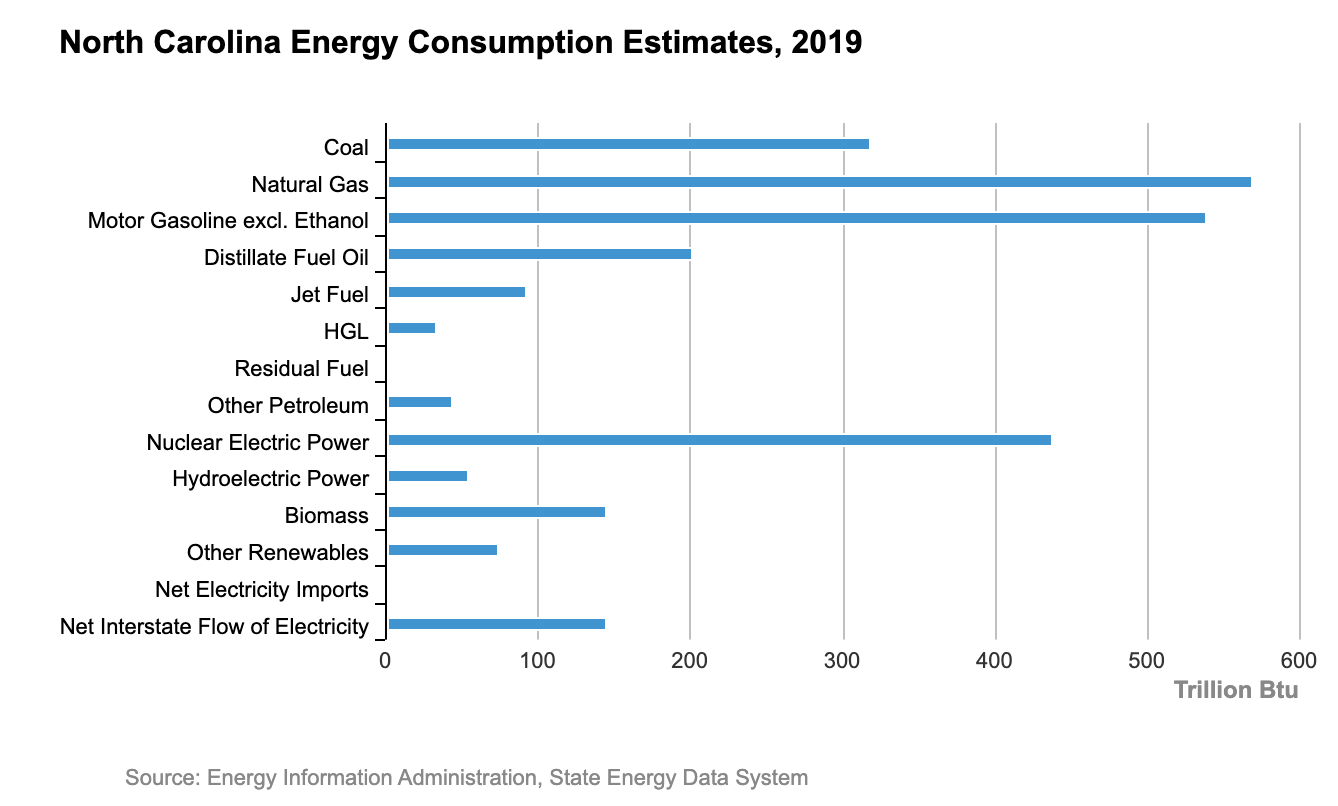 North Carolina Energy Consumption Estimates, 2019
Coal
Natural Gas
Motor Gasoline excl. Ethanol
Distillate Fuel Oil
Jet Fuel
HGL
Residual Fuel
Other Petroleum
Nuclear Electric Power
Hydroelectric Power
Biomass
Other Renewables
Net Electricity Imports
Net Interstate Flow of Electricity
0 100 200 300 400 500 600
Trillion Btu
Source: Energy Information Administration, State Energy Data System